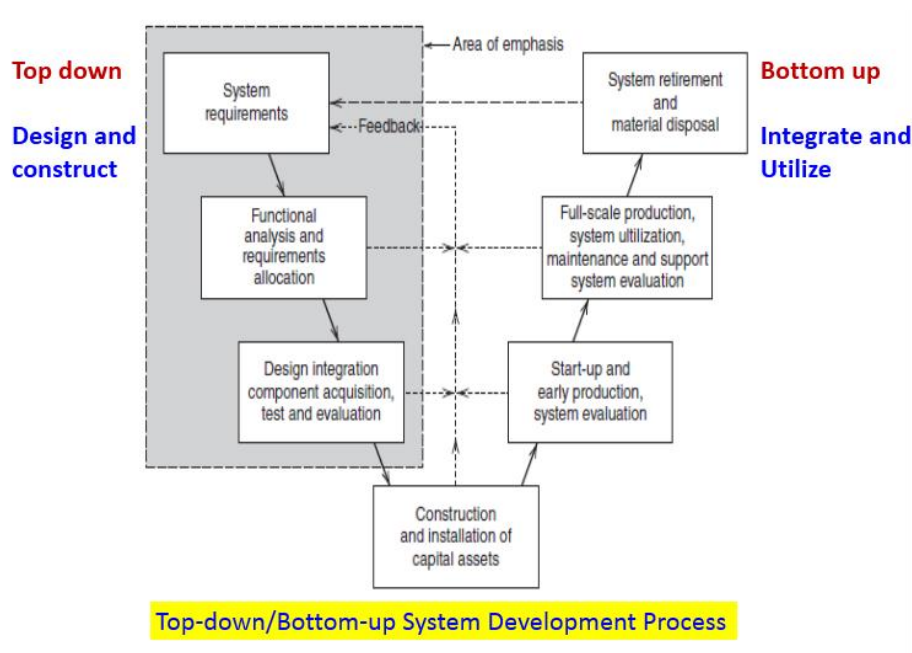 Area of emphasis
Top down
Design and
construct
System
requirements
System retirement
and
material disposal
Bottom up
Integrate and
Utilize
Feedback
Functional
analysis and
requirements
allocation
Full-scale production,
system ultilization,
maintenance and support
system evaluation
Design integration
component acquisition,
test and evaluation
Start-up and
early production,
system evaluation
Construction
and installation of
capital assets
Top-down/Bottom-up System Development Process